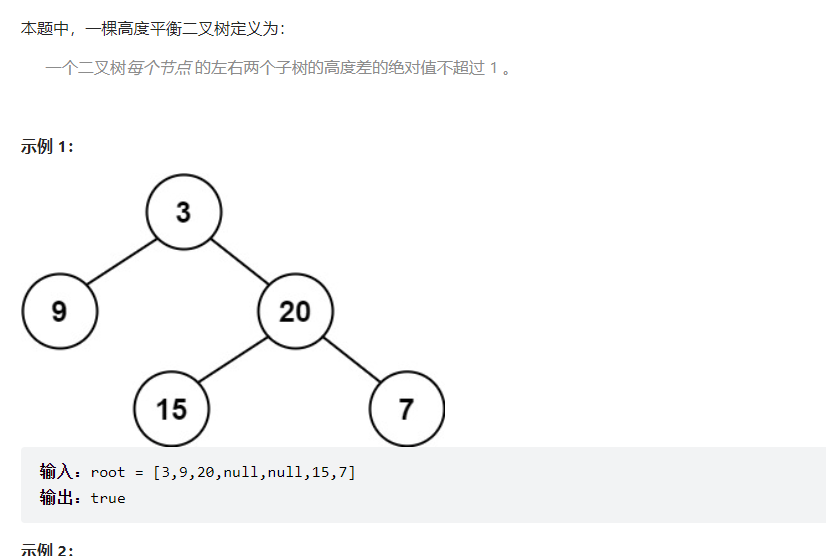 本题中，一棵高度平衡二叉树定义为：
一个二叉树每个节点 的左右两个子树的高度差的绝对值不超过 1 。
示例 1：
3
9
20
15
7
输入：root = [3,9,20,null,null,15,7]
输出：true
示例 2：